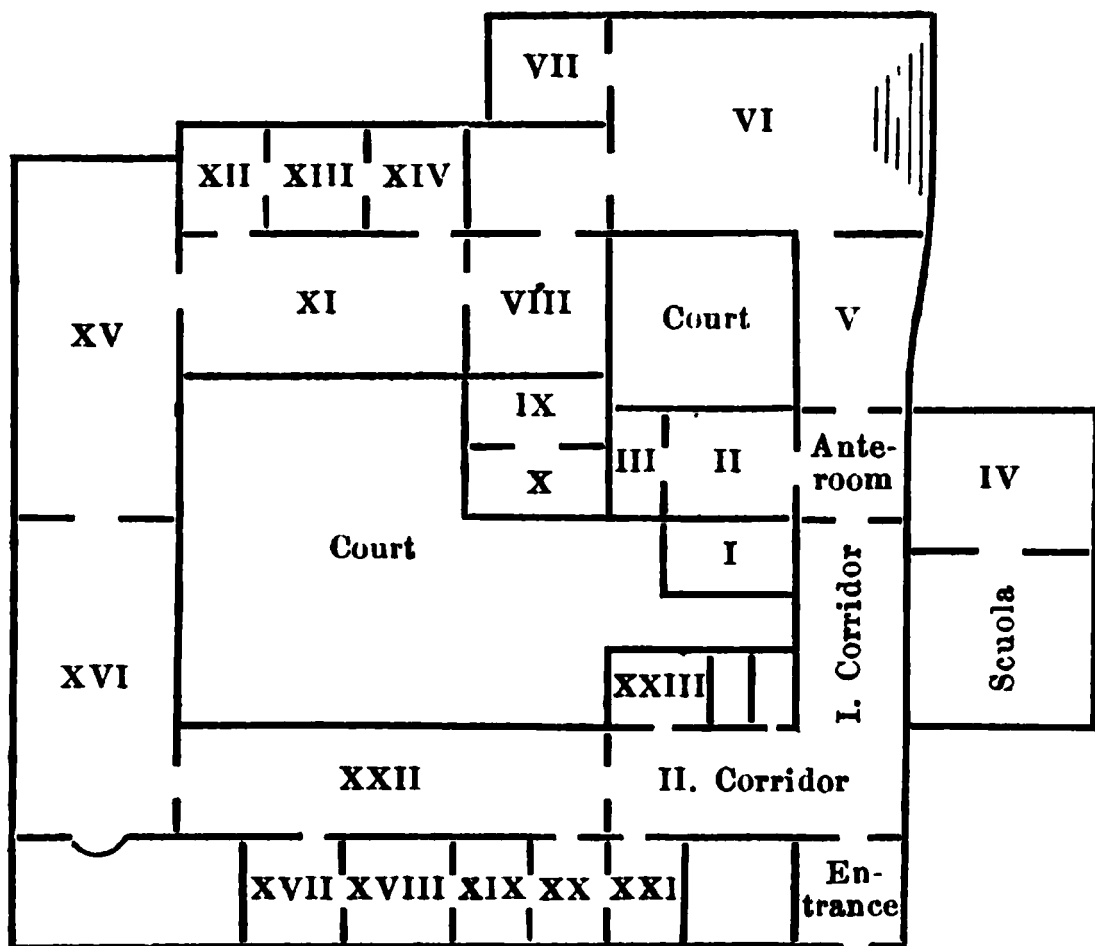 VII
VI
XII
XIII
XIV
XV
XI
VIII
Court
V
IX
X
III
II
Ante-
room
IV
Court
I
I. Corridor
Scuola
XVI
XXIII
XXII
II. Corridor
XVII
XVIII
XIX
XX
XXI
En-
trance